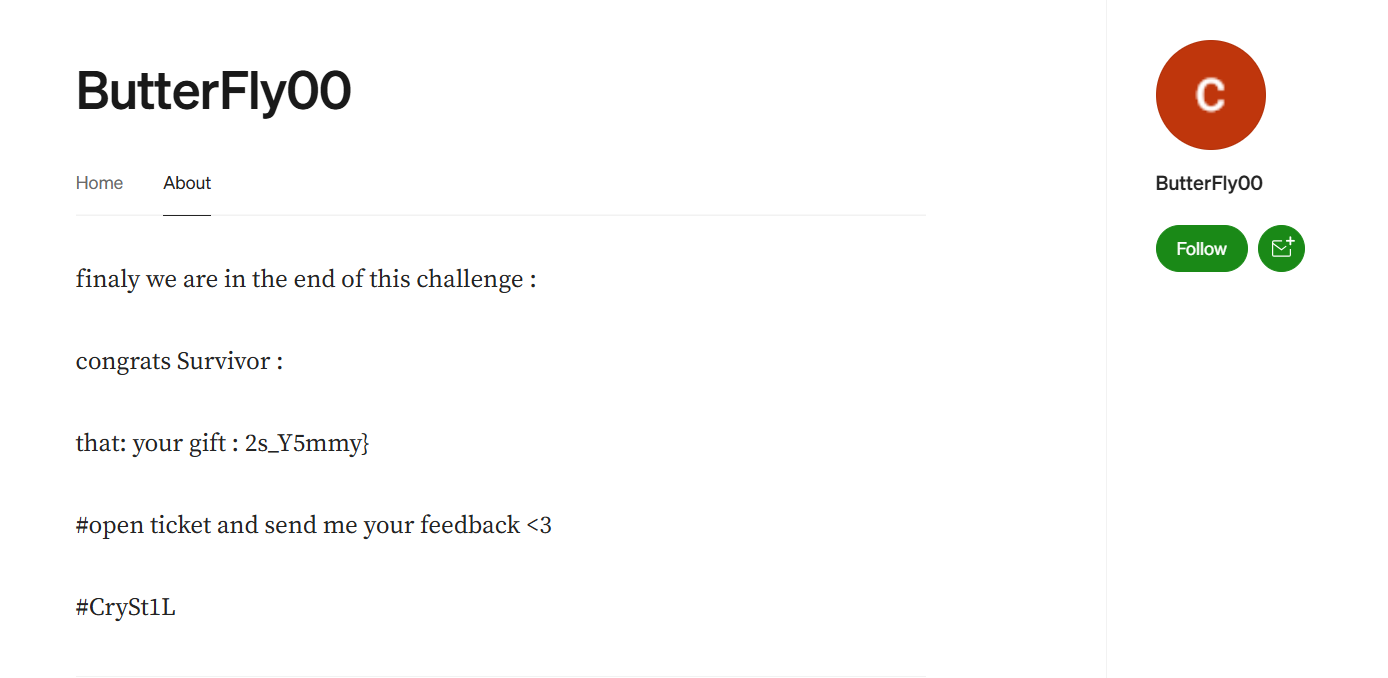 ButterFly00
Home
About
finaly we are in the end of this challenge :
congrats Survivor :
that: your gift : 2s_Y5mmy}
#open ticket and send me your feedback <3
#CrySt1L
C
ButterFly00
Follow